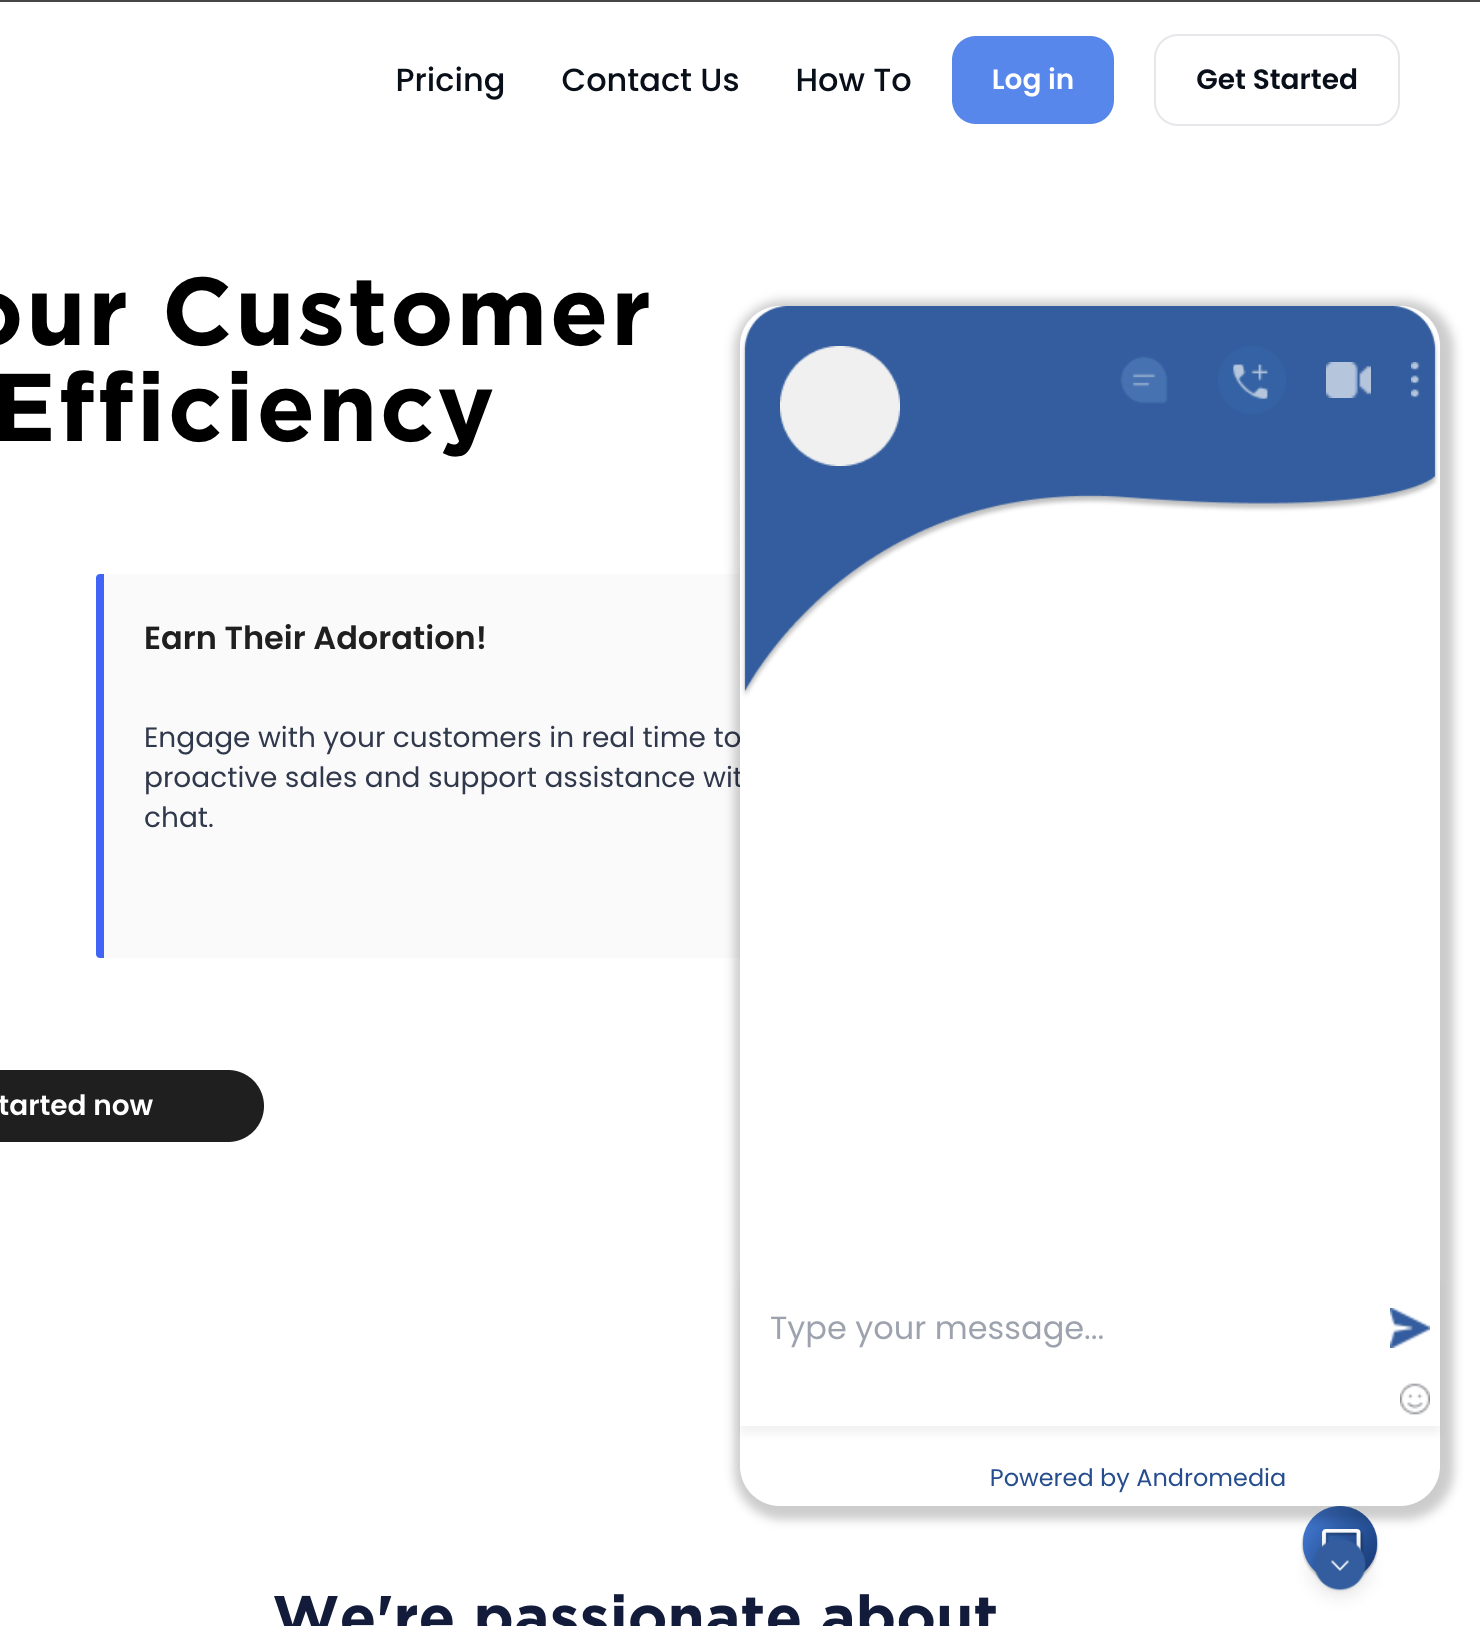 Pricing
Contact Us
How To
Log in
Get Started
our Customer
Efficiency
Earn Their Adoration!
Engage with your customers in real time to
proactive sales and support assistance wit
chat.
tarted now
Type your message...
Powered by Andromedia
We're passionate about